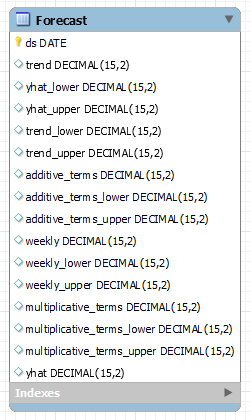 Forecast
ds DATE
trend DECIMAL(15,2)
yhat_lower DECIMAL(15,2)
yhat_upper DECIMAL(15,2)
trend_lower DECIMAL(15,2)
trend_upper DECIMAL(15,2)
additive_terms DECIMAL(15,2)
additive_terms_lower DECIMAL(15,2)
additive_terms_upper DECIMAL(15,2)
weekly DECIMAL(15,2)
weekly_lower DECIMAL(15,2)
weekly_upper DECIMAL(15,2)
multiplicative_terms DECIMAL(15,2)
multiplicative_terms_lower DECIMAL(15,2)
multiplicative_terms_upper DECIMAL(15,2)
yhat DECIMAL(15,2)
Indexes